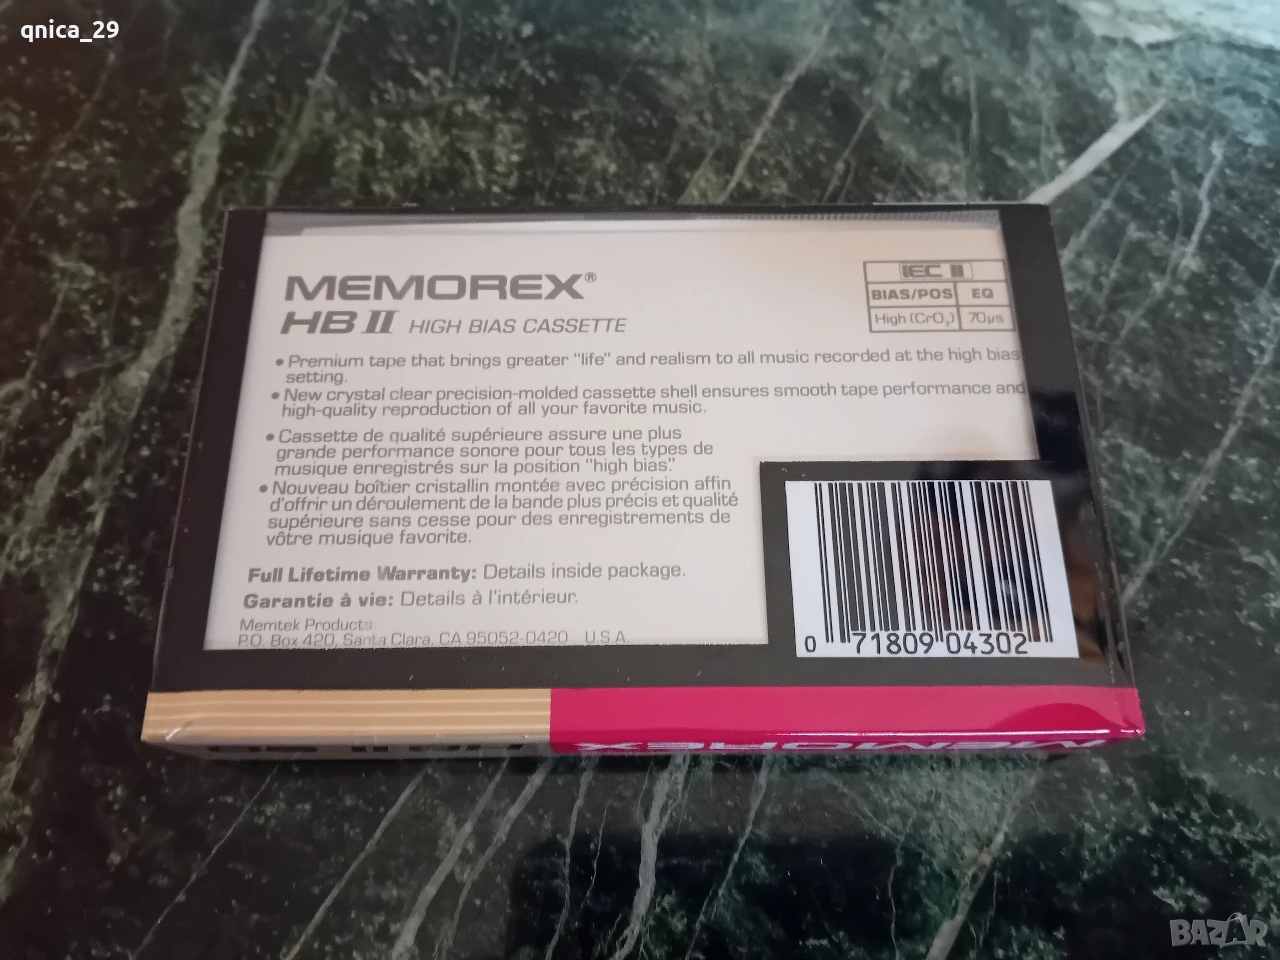 qnica_29
MEMOREX®
HB II HIGH BIAS CASSETTE
IEC II
BIAS/POS EQ
High (CrO₂) 70µs
• Premium tape that brings greater "life" and realism to all music recorded at the high bias
setting.
• New crystal clear precision-molded cassette shell ensures smooth tape performance and
high-quality reproduction of all your favorite music.
• Cassette de qualité supérieure assure une plus
grande performance sonore pour tous les types de
musique enregistrés sur la position "high bias."
• Nouveau boîtier cristallin montée avec précision affin
d'offrir un déroulement de la bande plus précis et qualité
supérieure sans cesse pour des enregistrements de
vôtre musique favorite.
Full Lifetime Warranty: Details inside package.
Garantie à vie: Details à l'intérieur.
Memtek Products
P.O. Box 420, Santa Clara, CA 95052-0420 U.S.A.
0 71809 04302
MEMOREX
BAZAR